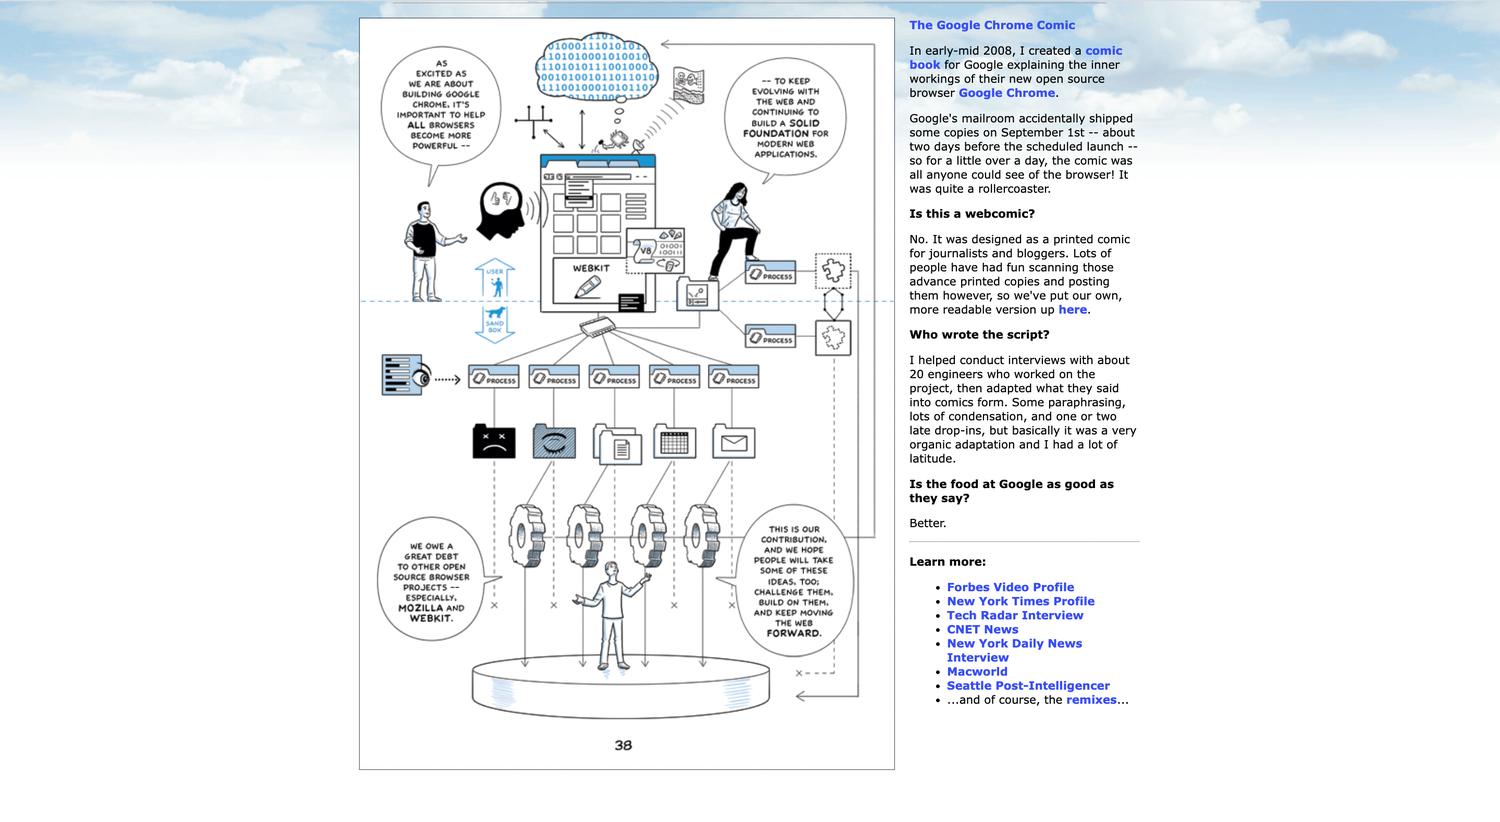 AS
EXCITED AS
WE ARE ABOUT
BUILDING GOOGLE
CHROME, IT'S
IMPORTANT TO HELP
ALL BROWSERS
BECOME MORE
POWERFUL --
-- TO KEEP
EVOLVING WITH
THE WEB AND
CONTINUING TO
BUILD A SOLID
FOUNDATION FOR
MODERN WEB
APPLICATIONS.
V8
01001
100111
WEBKIT
USER
SAND
BOX
PROCESS
PROCESS
PROCESS
PROCESS
PROCESS
PROCESS
PROCESS
WE OWE A
GREAT DEBT
TO OTHER OPEN
SOURCE BROWSER
PROJECTS --
ESPECIALLY,
MOZILLA AND
WEBKIT.
THIS IS OUR
CONTRIBUTION,
AND WE HOPE
PEOPLE WILL TAKE
SOME OF THESE
IDEAS, TOO;
CHALLENGE THEM,
BUILD ON THEM,
AND KEEP MOVING
THE WEB
FORWARD.
38
The Google Chrome Comic
In early-mid 2008, I created a comic
book for Google explaining the inner
workings of their new open source
browser Google Chrome.
Google's mailroom accidentally shipped
some copies on September 1st -- about
two days before the scheduled launch --
so for a little over a day, the comic was
all anyone could see of the browser! It
was quite a rollercoaster.
Is this a webcomic?
No. It was designed as a printed comic
for journalists and bloggers. Lots of
people have had fun scanning those
advance printed copies and posting
them however, so we've put our own,
more readable version up here.
Who wrote the script?
I helped conduct interviews with about
20 engineers who worked on the
project, then adapted what they said
into comics form. Some paraphrasing,
lots of condensation, and one or two
late drop-ins, but basically it was a very
organic adaptation and I had a lot of
latitude.
Is the food at Google as good as
they say?
Better.
Learn more:
Forbes Video Profile
New York Times Profile
Tech Radar Interview
CNET News
New York Daily News
Interview
Macworld
Seattle Post-Intelligencer
...and of course, the remixes...